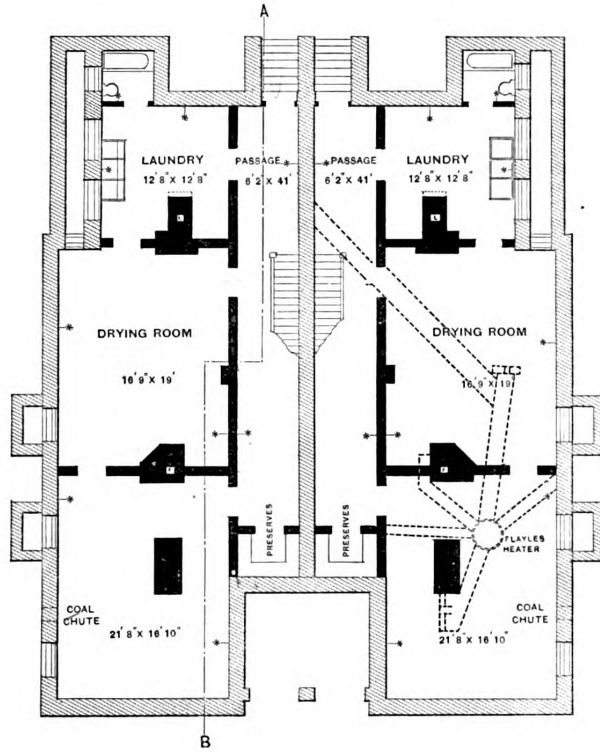 A
LAUNDRY
12'8" X 12'8"
PASSAGE
6'2" X 41'
PASSAGE
6'2" X 41'
LAUNDRY
12'8" X 12'8"
DRYING ROOM
16'9" X 19'
DRYING ROOM
16'9" X 19'
PRESERVES
PRESERVES
FLAYLES
HEATER
COAL
CHUTE
21'8" X 16'10"
COAL
CHUTE
21'8" X 16'10"
B